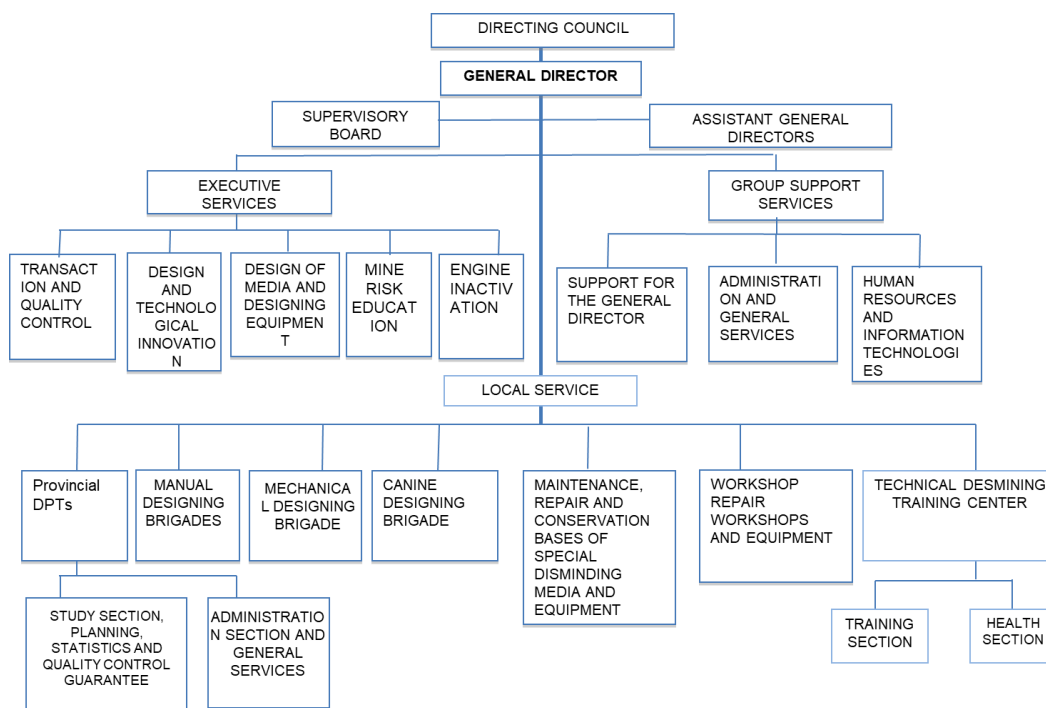 DIRECTING COUNCIL
GENERAL DIRECTOR
SUPERVISORY
BOARD
ASSISTANT GENERAL
DIRECTORS
EXECUTIVE
SERVICES
GROUP SUPPORT
SERVICES
TRANSACT
ION AND
QUALITY
CONTROL
DESIGN
AND
TECHNOLO
GICAL
INNOVATIO
N
DESIGN OF
MEDIA AND
DESIGNING
EQUIPMEN
T
MINE
RISK
EDUCAT
ION
ENGINE
INACTIV
ATION
SUPPORT FOR
THE GENERAL
DIRECTOR
ADMINISTRATI
ON AND
GENERAL
SERVICES
HUMAN
RESOURCES
AND
INFORMATION
TECHNOLOGI
ES
LOCAL SERVICE
Provincial
DPTs
MANUAL
DESIGNING
BRIGADES
MECHANICA
L DESIGNING
BRIGADE
CANINE
DESIGNING
BRIGADE
MAINTENANCE,
REPAIR AND
CONSERVATION
BASES OF
SPECIAL
DISMINDING
MEDIA AND
EQUIPMENT
WORKSHOP
REPAIR
WORKSHOPS
AND EQUIPMENT
TECHNICAL DESMINING
TRAINING CENTER
STUDY SECTION,
PLANNING,
STATISTICS AND
QUALITY CONTROL
GUARANTEE
ADMINISTRATIO
N SECTION AND
GENERAL
SERVICES
TRAINING
SECTION
HEALTH
SECTION